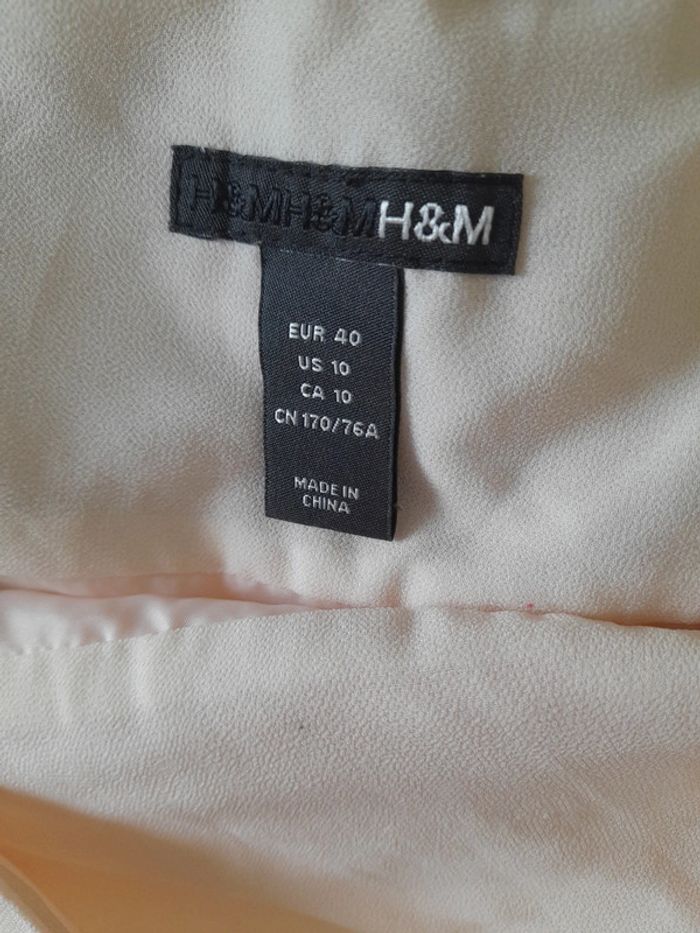 H&MH&MH&M
EUR 40
US 10
CA 10
CN 170/76A
MADE IN
CHINA